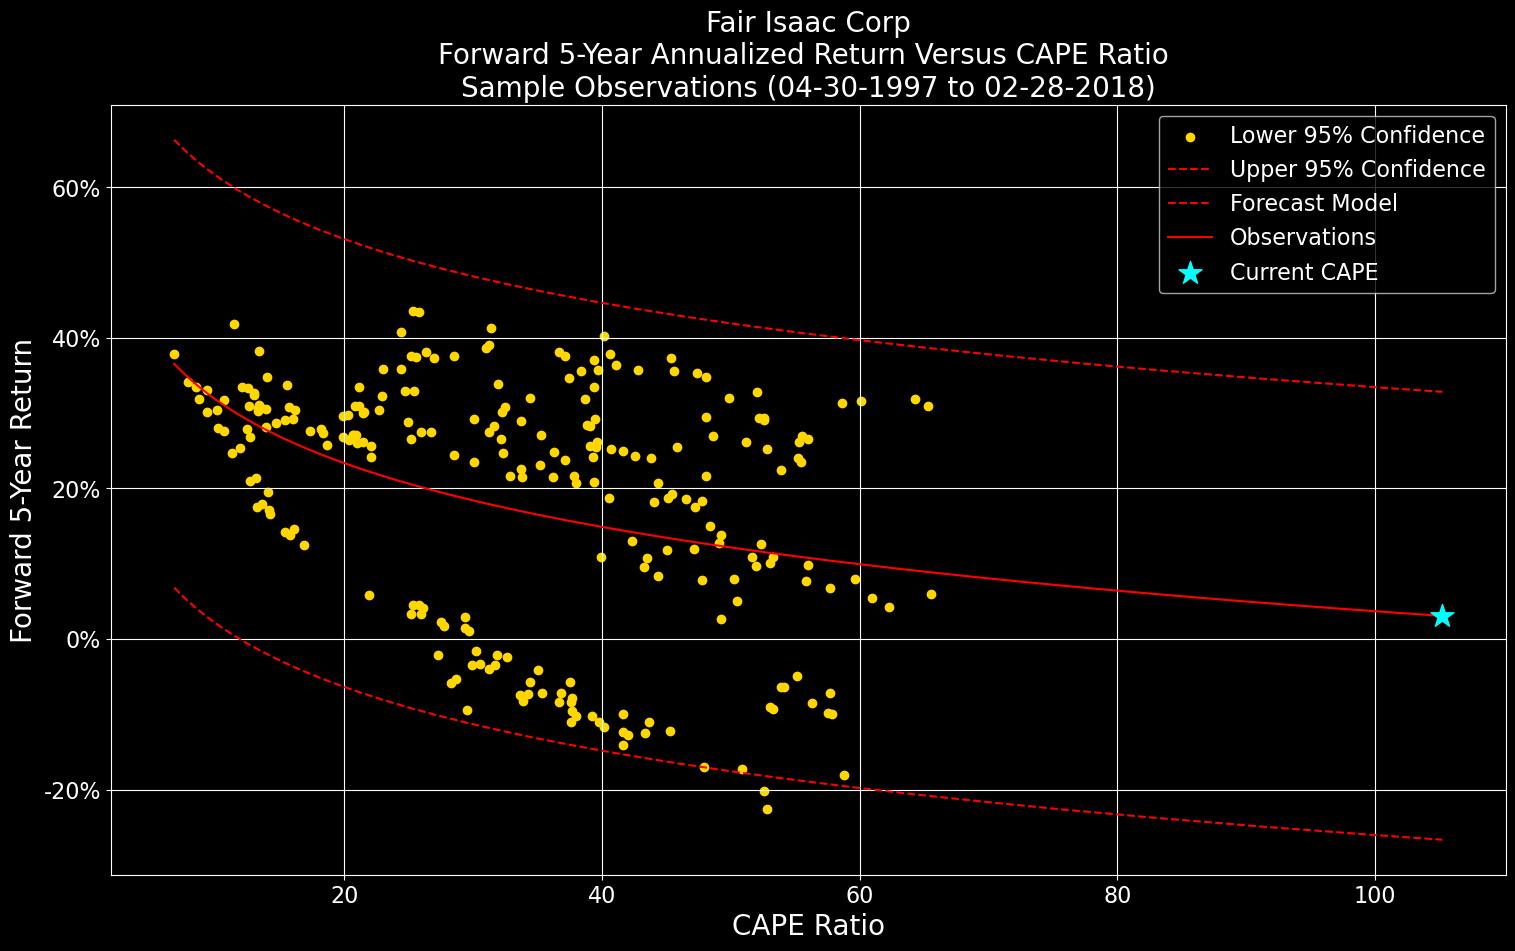 Fair Isaac Corp
Forward 5-Year Annualized Return Versus CAPE Ratio
Sample Observations (04-30-1997 to 02-28-2018)
Lower 95% Confidence
Upper 95% Confidence
Forecast Model
Observations
Current CAPE
Forward 5-Year Return
60%
40%
20%
0%
-20%
20
40
60
80
100
CAPE Ratio